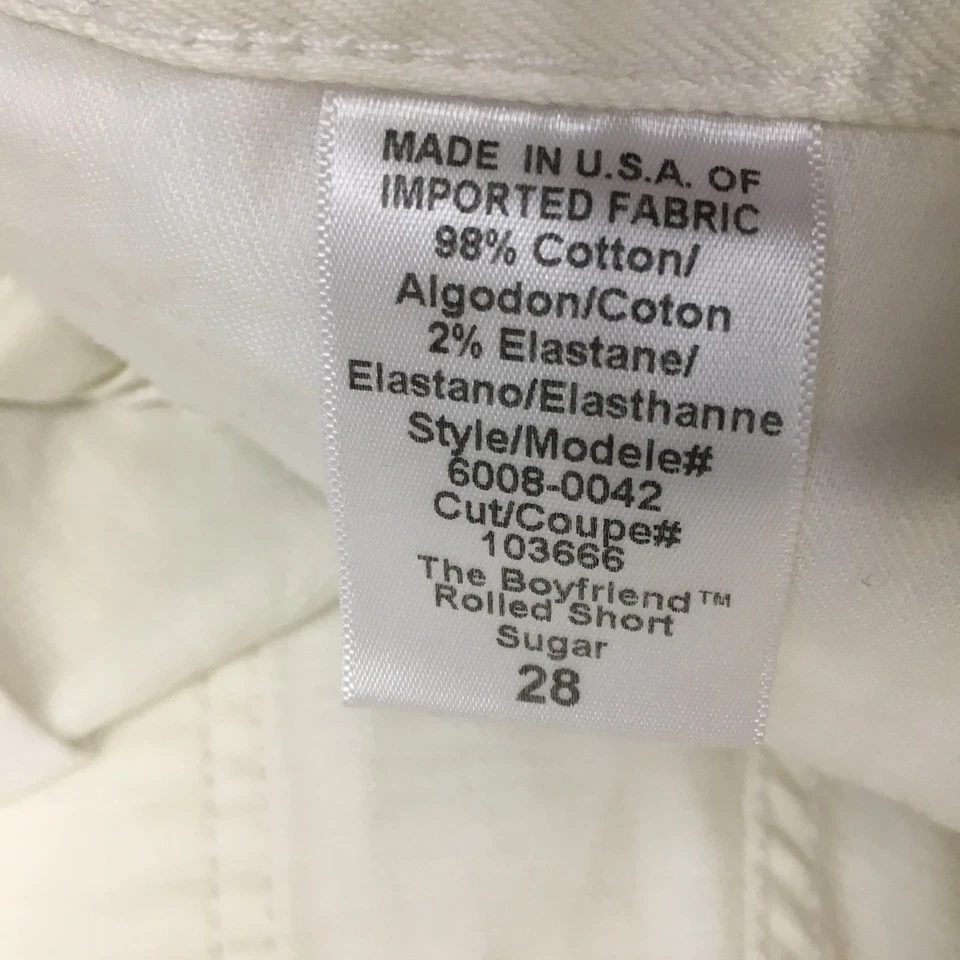 MADE IN U.S.A. OF
IMPORTED FABRIC
98% Cotton/
Algodon/Coton
2% Elastane/
Elastano/Elasthanne
Style/Modele#
6008-0042
Cut/Coupe#
103666
The Boyfriend™
Rolled Short
Sugar
28